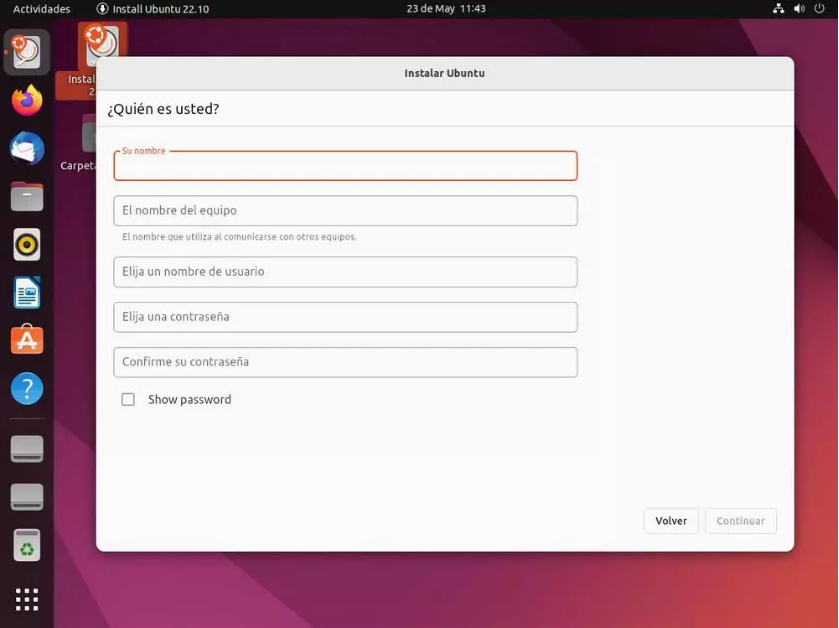 Actividades
Install Ubuntu 22.10
23 de May 11:43
Instal
2
Carpeta
Instalar Ubuntu
¿Quién es usted?
Su nombre
El nombre del equipo
El nombre que utiliza al comunicarse con otros equipos.
Elija un nombre de usuario
Elija una contraseña
Confirme su contraseña
Show password
Volver
Continuar